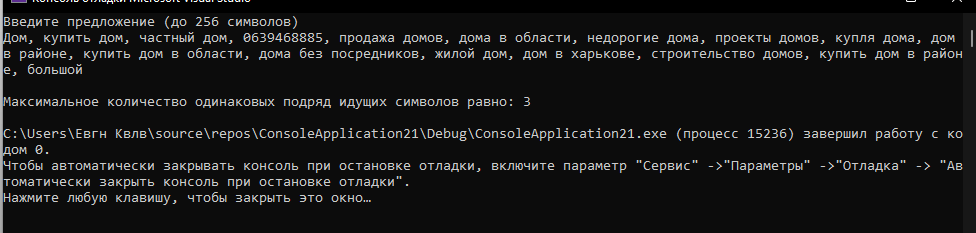 Консоль отладки Microsoft Visual Studio
Введите предложение (до 256 символов)
Дом, купить дом, частный дом, 0639468885, продажа домов, дома в области, недорогие дома, проекты домов, купля дома, дом
в районе, купить дом в области, дома без посредников, жилой дом, дом в харькове, строительство домов, купить дом в район
е, большой
Максимальное количество одинаковых подряд идущих символов равно: 3
C:\Users\Евгн Квлв\source\repos\ConsoleApplication21\Debug\ConsoleApplication21.exe (процесс 15236) завершил работу с ко
дом 0.
Чтобы автоматически закрывать консоль при остановке отладки, включите параметр "Сервис" ->"Параметры" ->"Отладка" -> "Ав
томатически закрыть консоль при остановке отладки".
Нажмите любую клавишу, чтобы закрыть это окно…